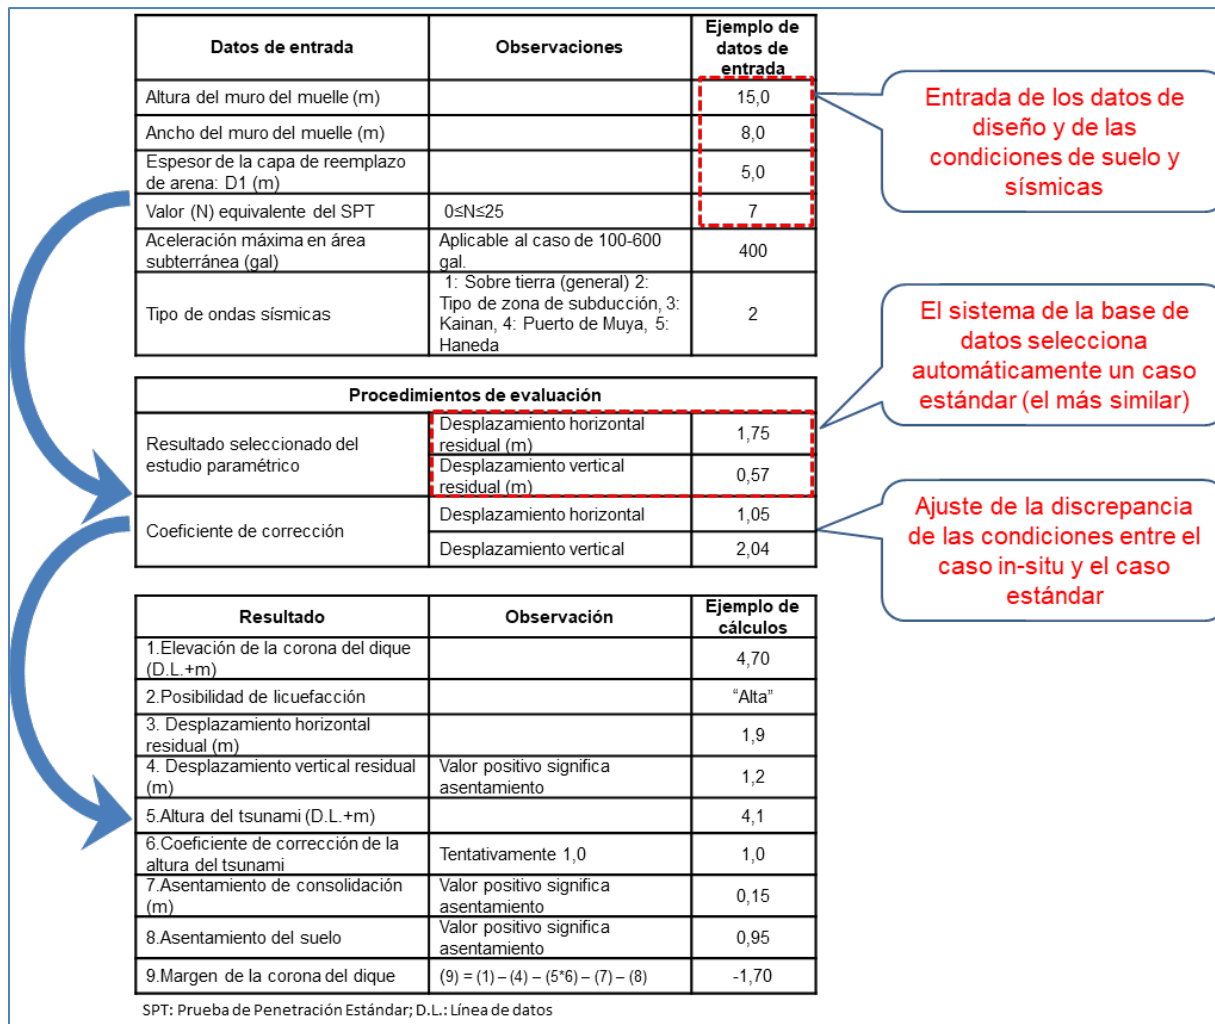 Datos de entrada
Observaciones
Ejemplo de
datos de
entrada
Altura del muro del muelle (m)
15,0
Ancho del muro del muelle (m)
8,0
Espesor de la capa de reemplazo
de arena: D1 (m)
5,0
Valor (N) equivalente del SPT
0≤N≤25
7
Aceleración máxima en área
subterránea (gal)
Aplicable al caso de 100-600
gal.
400
Tipo de ondas sísmicas
1: Sobre tierra (general) 2:
Tipo de zona de subducción, 3:
Kainan, 4: Puerto de Muya, 5:
Haneda
2
Entrada de los datos de
diseño y de las
condiciones de suelo y
sísmicas
Procedimientos de evaluación
Resultado seleccionado del
estudio paramétrico
Desplazamiento horizontal
residual (m)
1,75
Desplazamiento vertical
residual (m)
0,57
Coeficiente de corrección
Desplazamiento horizontal
1,05
Desplazamiento vertical
2,04
El sistema de la base de
datos selecciona
automáticamente un caso
estándar (el más similar)
Ajuste de la discrepancia
de las condiciones entre el
caso in-situ y el caso
estándar
Resultado
Observación
Ejemplo de
cálculos
1.Elevación de la corona del dique
(D.L.+m)
4,70
2.Posibilidad de licuefacción
“Alta”
3. Desplazamiento horizontal
residual (m)
1,9
4. Desplazamiento vertical residual
(m)
Valor positivo significa
asentamiento
1,2
5.Altura del tsunami (D.L.+m)
4,1
6.Coeficiente de corrección de la
altura del tsunami
Tentativamente 1,0
1,0
7.Asentamiento de consolidación
(m)
Valor positivo significa
asentamiento
0,15
8.Asentamiento del suelo
Valor positivo significa
asentamiento
0,95
9.Margen de la corona del dique
(9) = (1) – (4) – (5*6) – (7) – (8)
-1,70
SPT: Prueba de Penetración Estándar; D.L.: Línea de datos